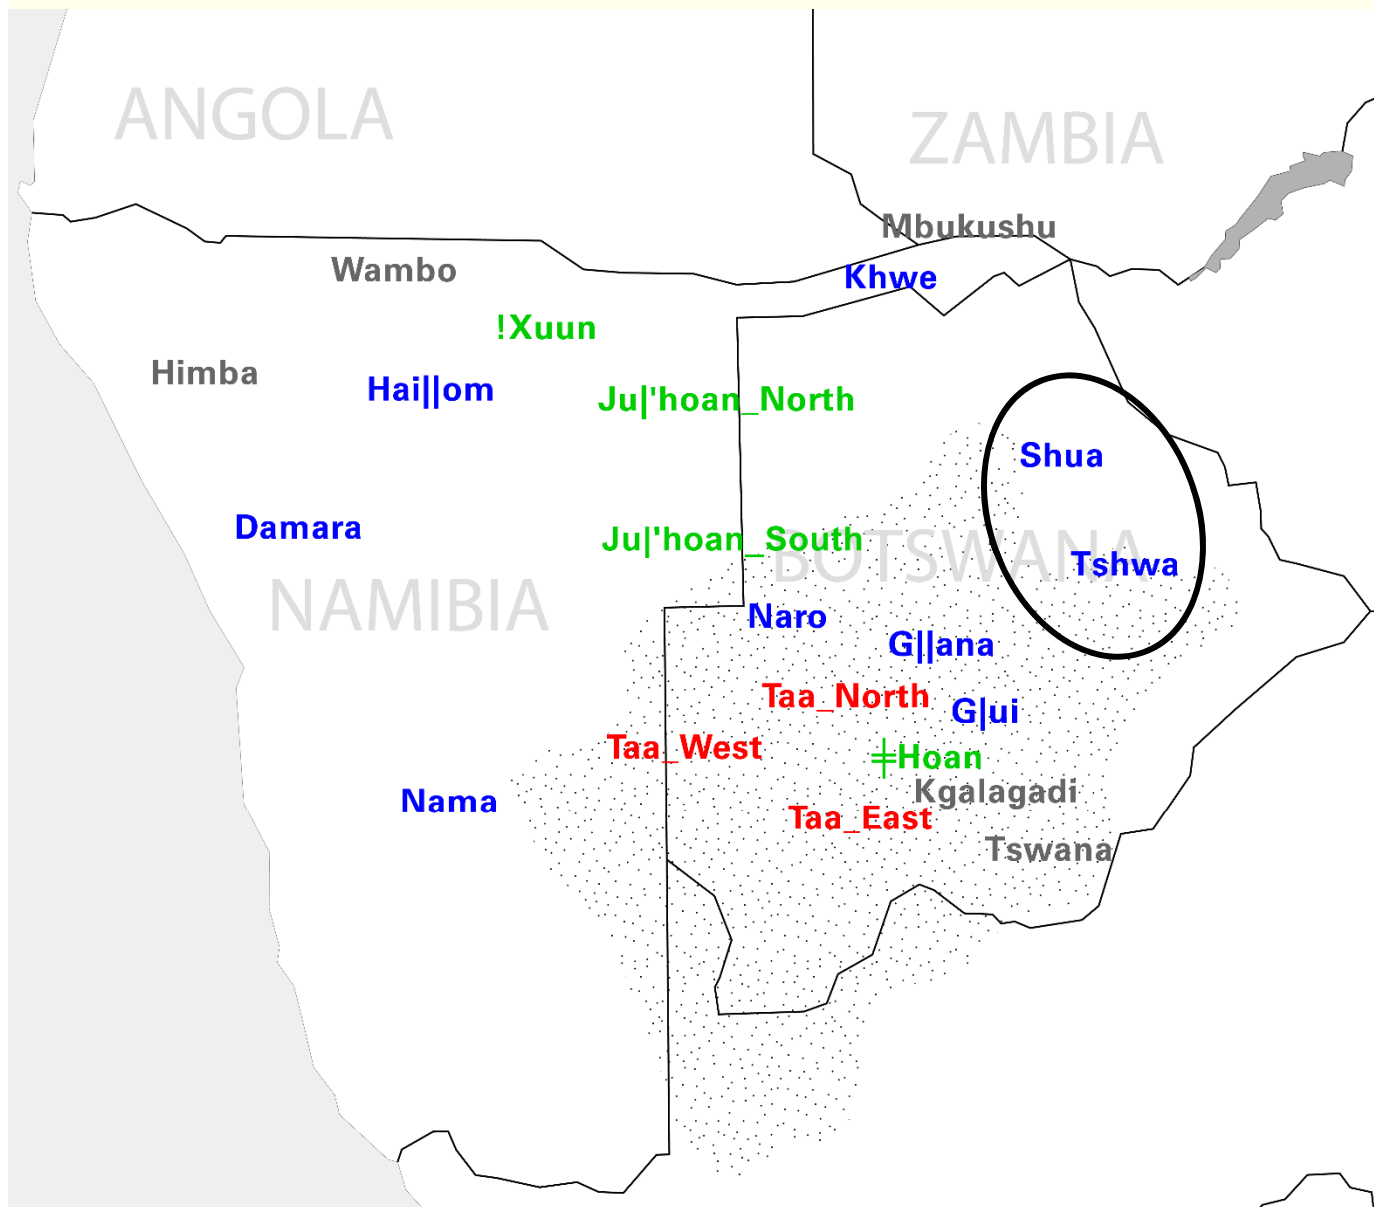 ANGOLA
ZAMBIA
Mbukushu
Wambo
Khwe
!Xuun
Himba
Hai||om
Ju|'hoan_North
Shua
Damara
Ju|'hoan_South
BOTSWANA
Tshwa
NAMIBIA
Naro
G||ana
Taa_North
G|ui
Taa_West
ǂHoan
Kgalagadi
Nama
Taa_East
Tswana